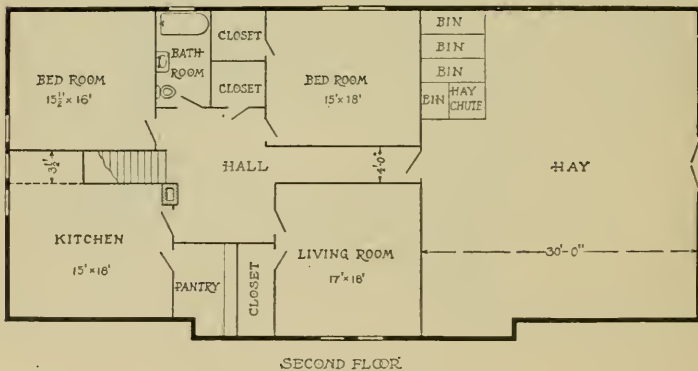 BED ROOM
15½'×16'
BATH
ROOM
CLOSET
CLOSET
BED ROOM
15'×18'
BIN
BIN
BIN
BIN
HAY
CHUTE
3½'
HALL
4'-0"
HAY
KITCHEN
15'×18'
PANTRY
CLOSET
LIVING ROOM
17'×18'
30'-0"
SECOND FLOOR